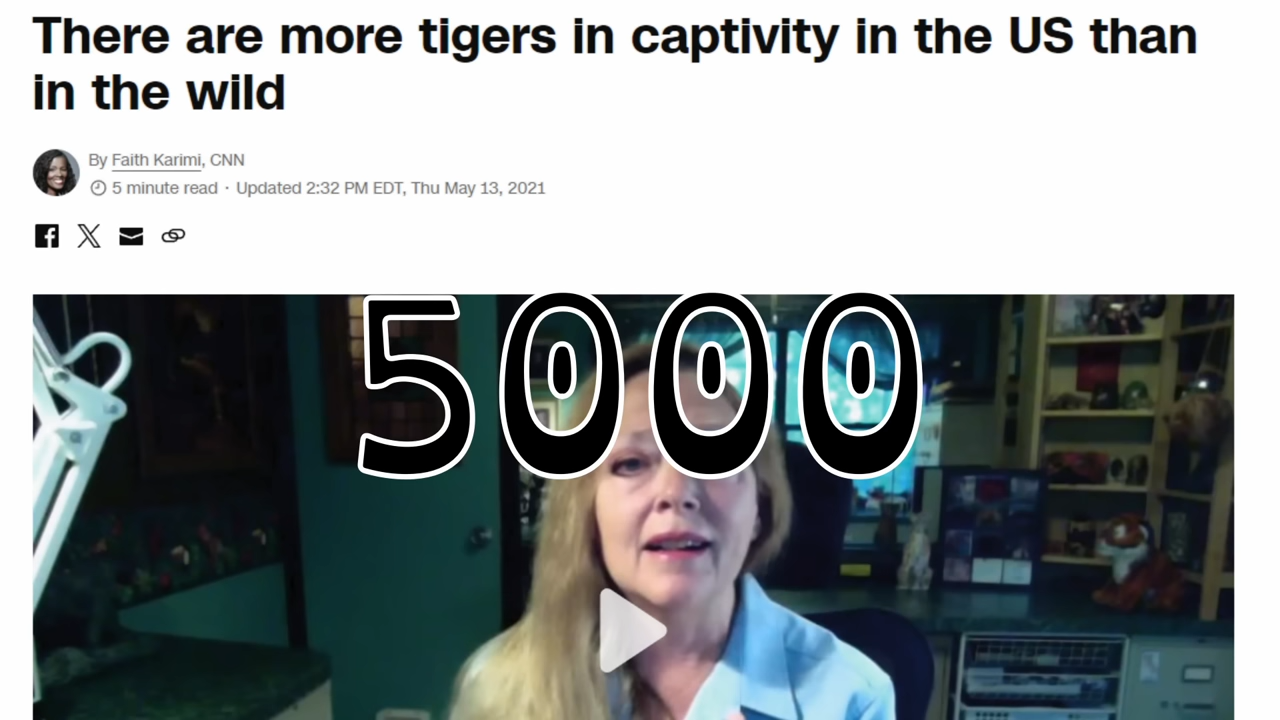 There are more tigers in captivity in the US than
in the wild
By Faith Karimi, CNN
5 minute read · Updated 2:32 PM EDT, Thu May 13, 2021
5000